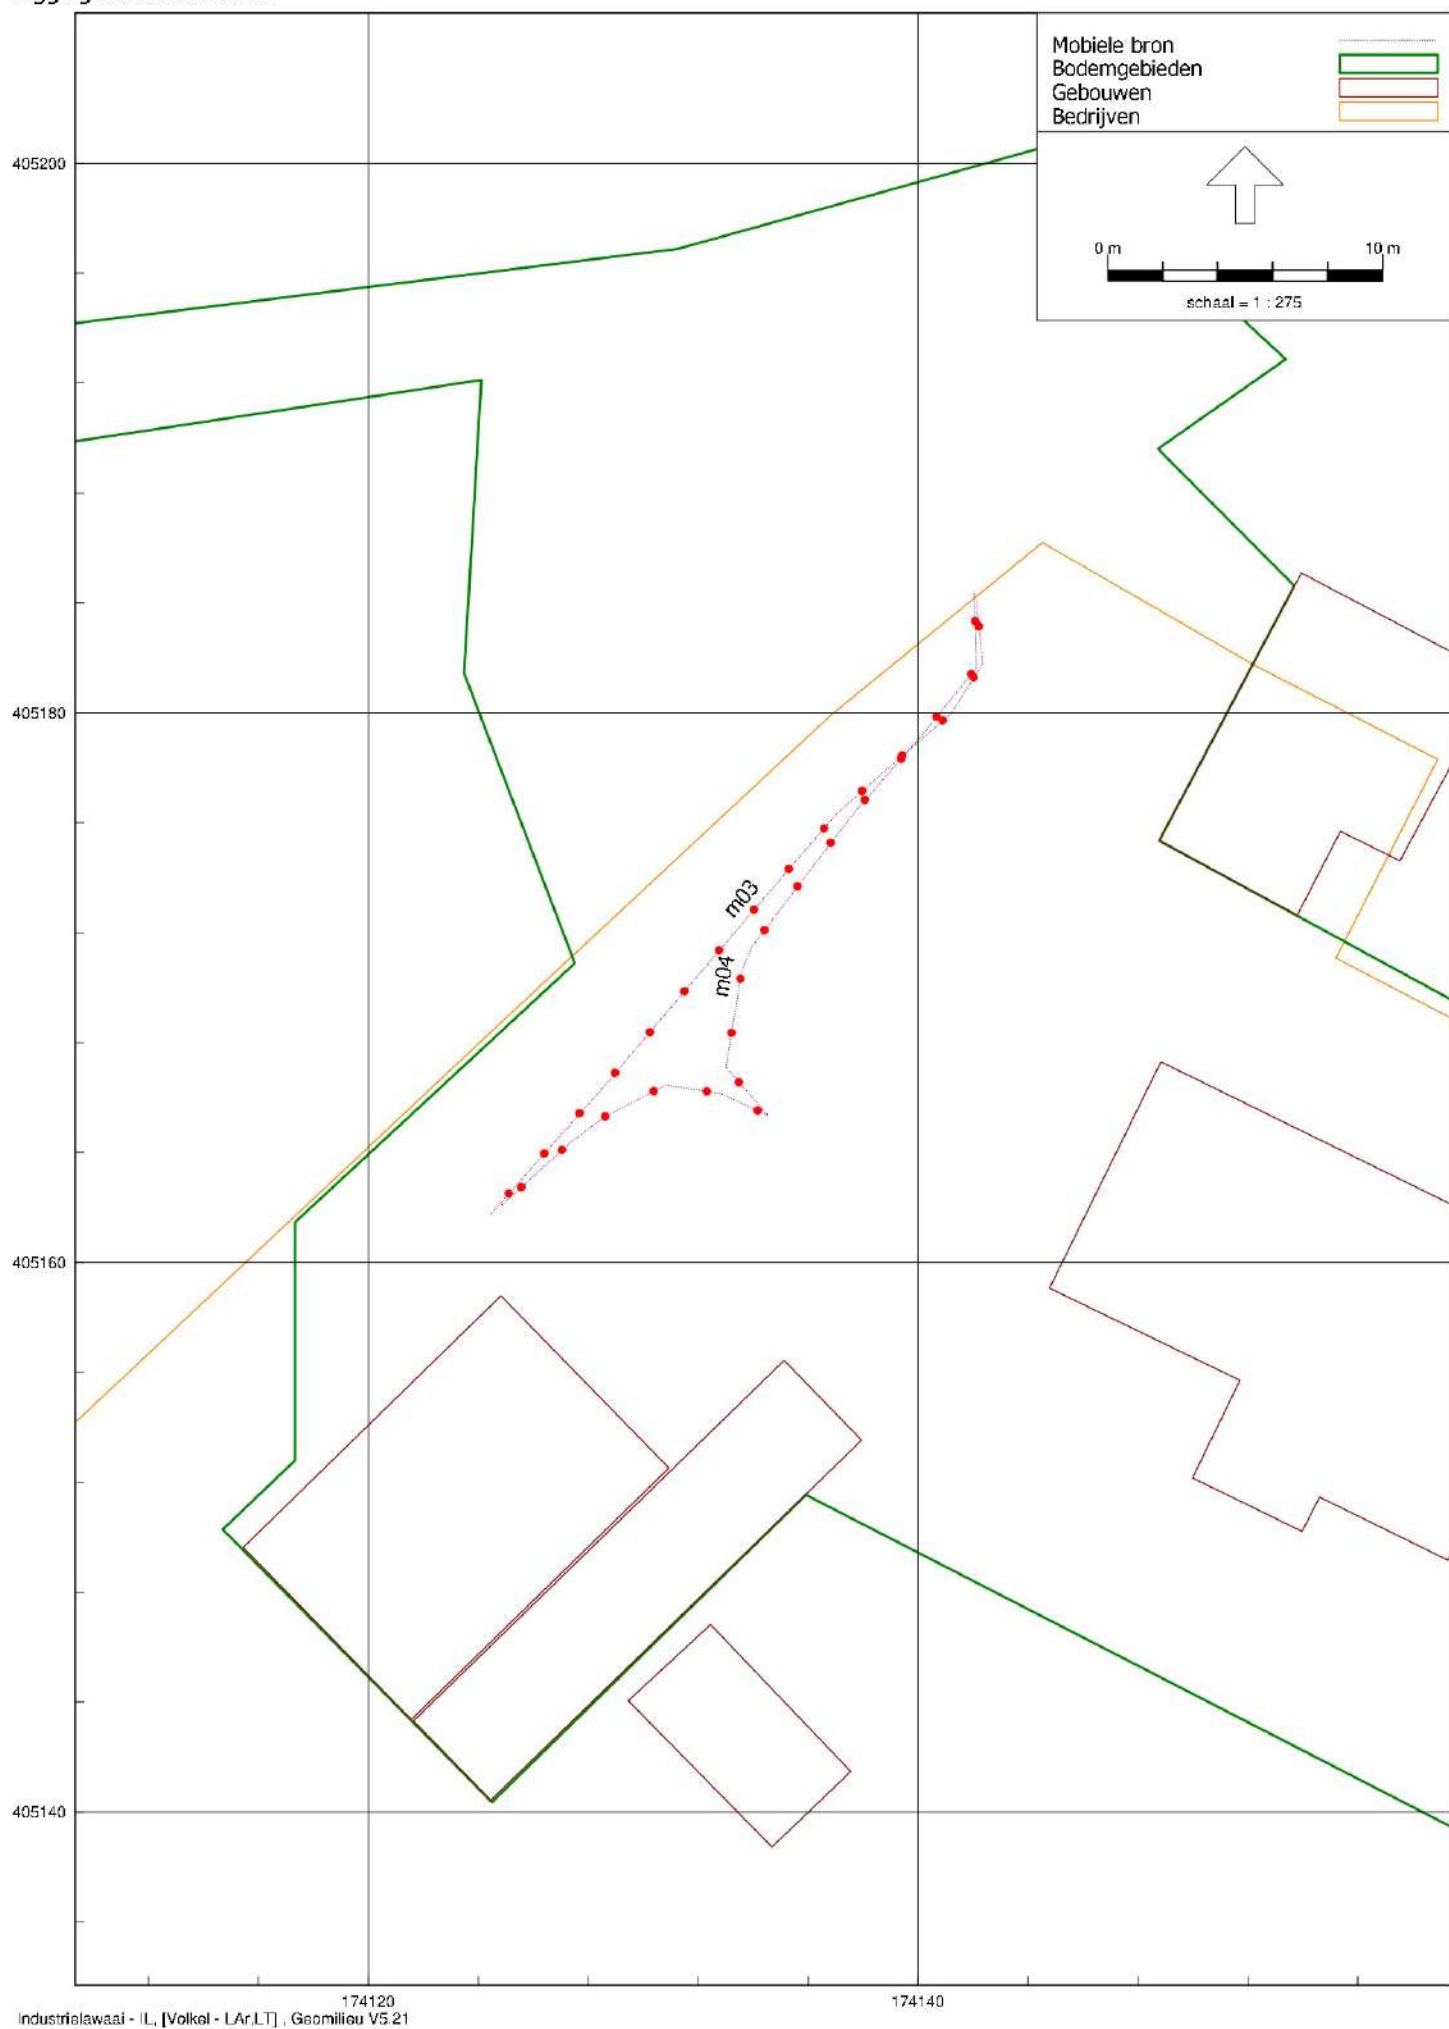 Mobiele bron
Bodemgebieden
Gebouwen
Bedrijven
0 m 10 m
schaal = 1 : 275
405200
405180
m03
m04
405160
405140
174120 174140
Industrielawaai - IL, [Volkel - LAr,LT] , Geomilieu V5.21